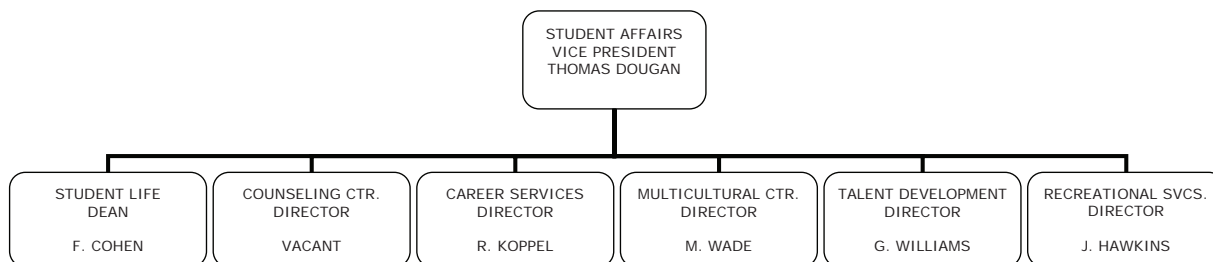 STUDENT AFFAIRS
VICE PRESIDENT
THOMAS DOUGAN
STUDENT LIFE
DEAN
F. COHEN
COUNSELING CTR.
DIRECTOR
VACANT
CAREER SERVICES
DIRECTOR
R. KOPPEL
MULTICULTURAL CTR.
DIRECTOR
M. WADE
TALENT DEVELOPMENT
DIRECTOR
G. WILLIAMS
RECREATIONAL SVCS.
DIRECTOR
J. HAWKINS